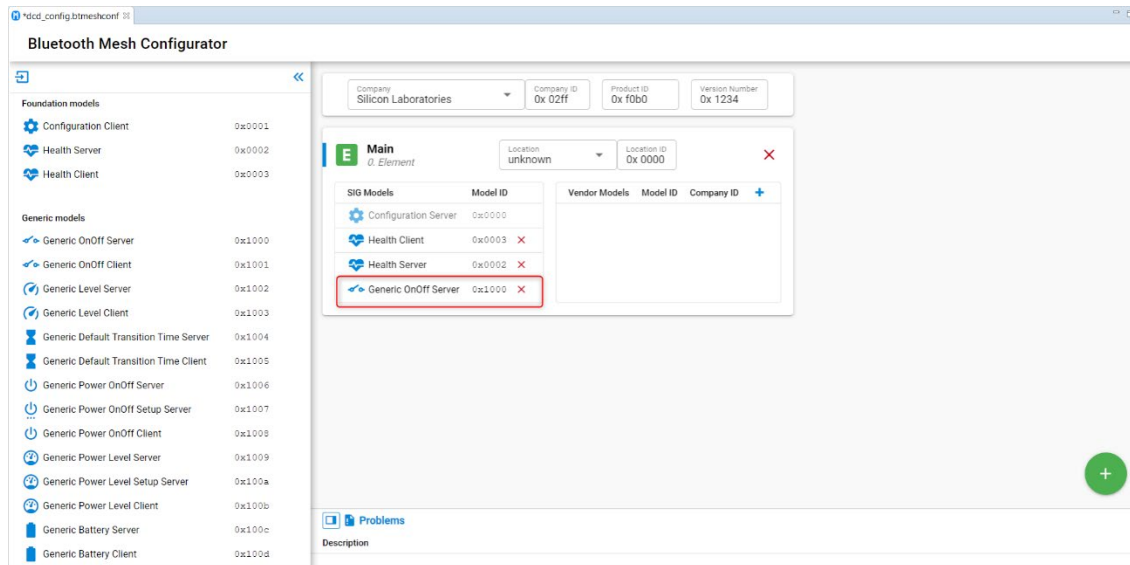 *dcd_config.btmeshconf
Bluetooth Mesh Configurator
Foundation models
Configuration Client 0x0001
Health Server 0x0002
Health Client 0x0003
Generic models
Generic OnOff Server 0x1000
Generic OnOff Client 0x1001
Generic Level Server 0x1002
Generic Level Client 0x1003
Generic Default Transition Time Server 0x1004
Generic Default Transition Time Client 0x1005
Generic Power OnOff Server 0x1006
Generic Power OnOff Setup Server 0x1007
Generic Power OnOff Client 0x1008
Generic Power Level Server 0x1009
Generic Power Level Setup Server 0x100a
Generic Power Level Client 0x100b
Generic Battery Server 0x100c
Generic Battery Client 0x100d
Company Company ID Product ID Version Number
Silicon Laboratories 0x 02ff 0x f0b0 0x 1234
E Main Location Location ID
0. Element unknown 0x 0000
SIG Models Model ID Vendor Models Model ID Company ID +
Configuration Server 0x0000
Health Client 0x0003
Health Server 0x0002
Generic OnOff Server 0x1000
+
Problems
Description